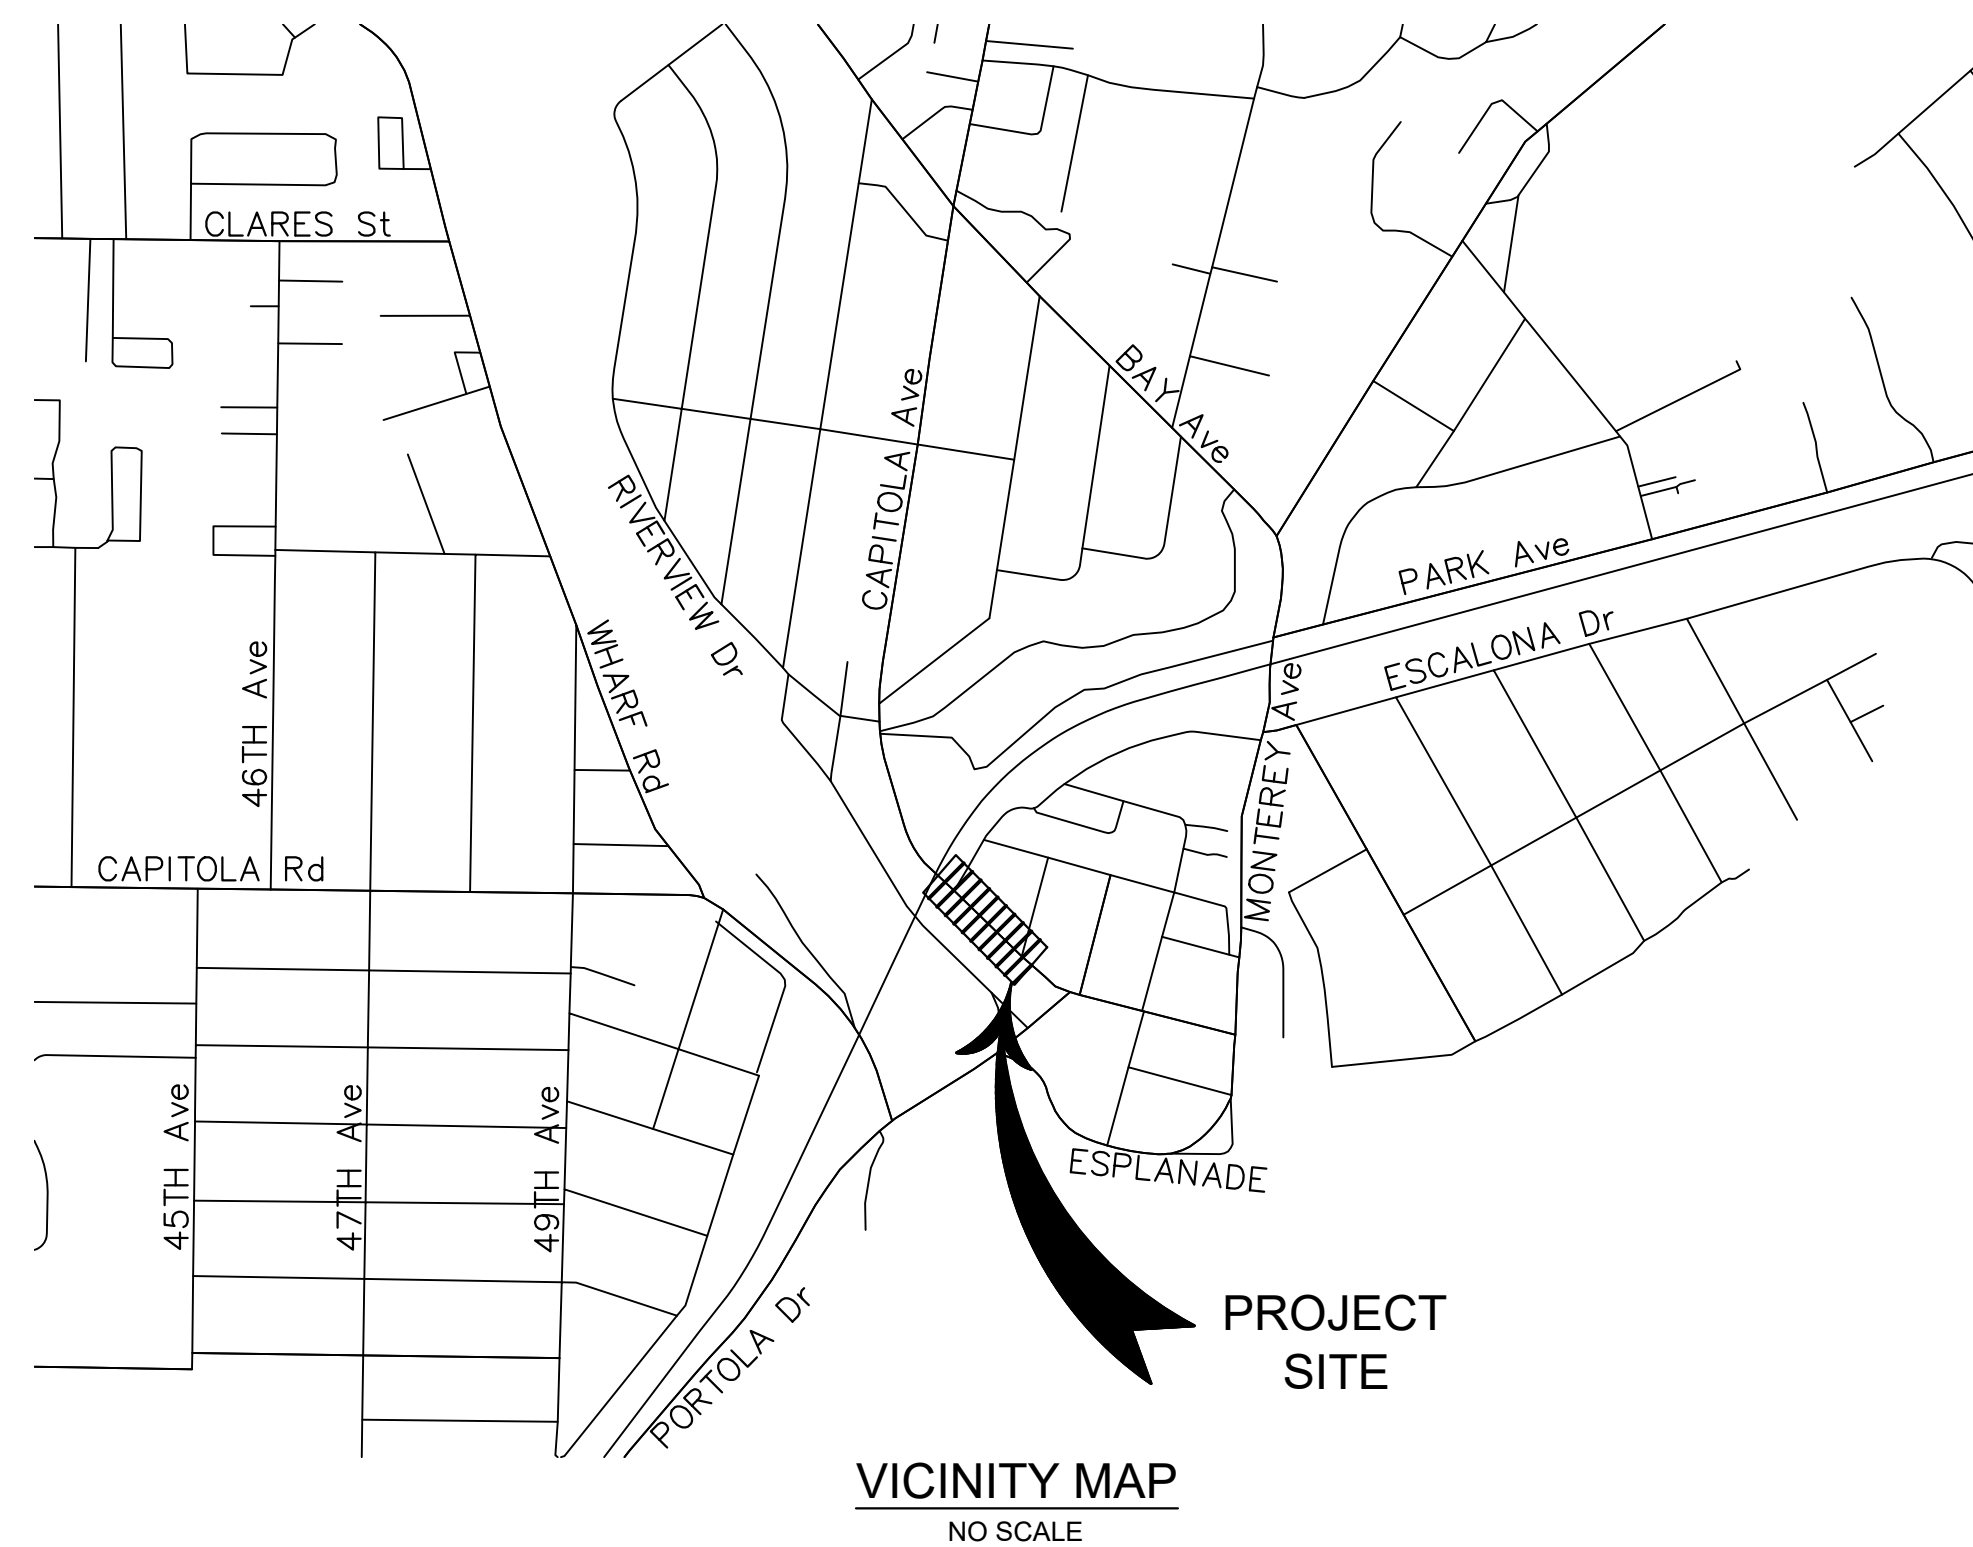 CLARES St
BAY Ave
CAPITOLA Ave
RIVERVIEW Dr
PARK Ave
ESCALONA Dr
WHARF Rd
46TH Ave
MONTEREY Ave
CAPITOLA Rd
45TH Ave
47TH Ave
49TH Ave
ESPLANADE
PORTOLA Dr
PROJECT
SITE
VICINITY MAP
NO SCALE